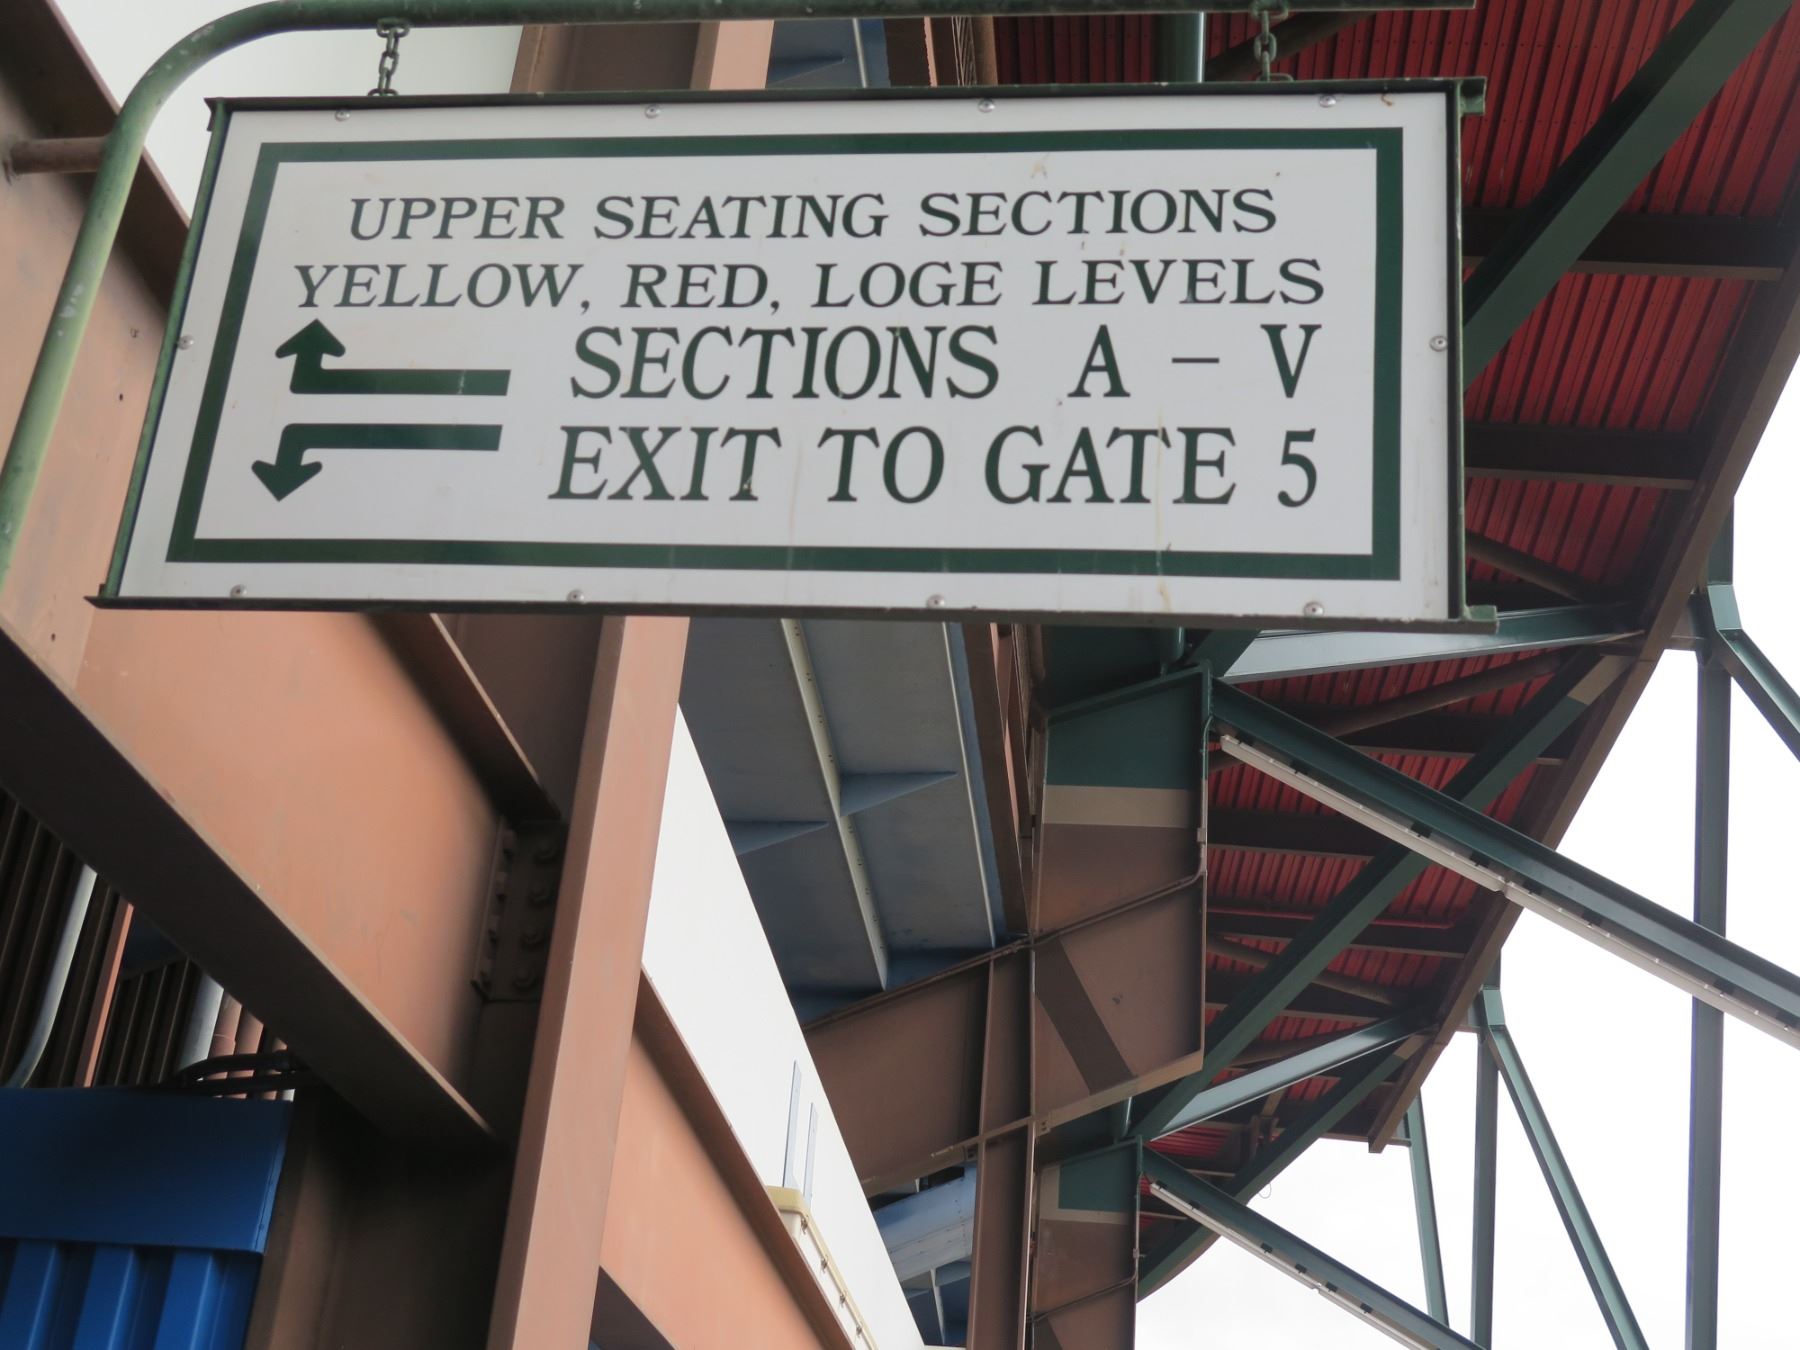 UPPER SEATING SECTIONS
YELLOW, RED, LOGE LEVELS
SECTIONS A – V
EXIT TO GATE 5